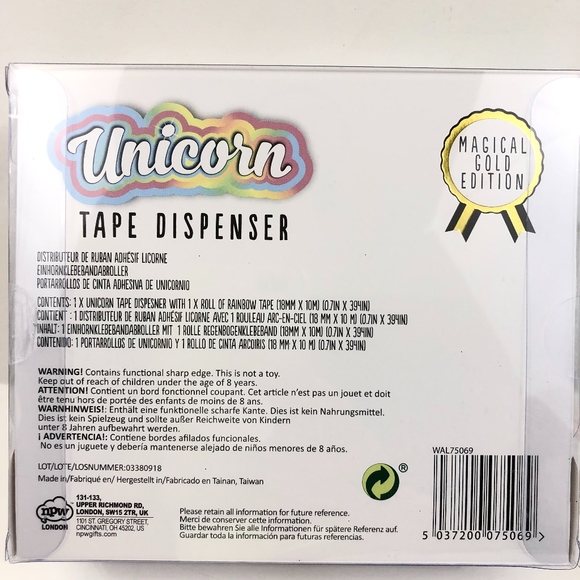 Unicorn
TAPE DISPENSER
MAGICAL
GOLD
EDITION
DISTRIBUTEUR DE RUBAN ADHÉSIF LICORNE
EINHORNKLEBEBANDABROLLER
PORTARROLLOS DE CINTA ADHESIVA DE UNICORNIO
CONTENTS: 1 X UNICORN TAPE DISPESNER WITH 1 X ROLL OF RAINBOW TAPE (18MM X 10M) (0.7IN X 394IN)
CONTIENT : 1 DISTRIBUTEUR DE RUBAN ADHÉSIF LICORNE AVEC 1 ROULEAU ARC-EN-CIEL (18 MM X 10 M) (0.7IN X 394IN)
INHALT: 1 EINHORNKLEBEBANDABROLLER MIT 1 ROLLE REGENBOGENKLEBEBAND (18MM X 10M) (0.7IN X 394IN)
CONTENIDO: 1 PORTARROLLOS DE UNICORNIO Y 1 ROLLO DE CINTA ARCOIRIS (18 MM X 10 M) (0.7IN X 394IN)
WARNING! Contains functional sharp edge. This is not a toy.
Keep out of reach of children under the age of 8 years.
ATTENTION! Contient un bord fonctionnel coupant. Cet article n'est pas un jouet et doit
être tenu hors de portée des enfants de moins de 8 ans.
WARNHINWEIS!: Enthält eine funktionelle scharfe Kante. Dies ist kein Nahrungsmittel.
Dies ist kein Spielzeug und sollte außer Reichweite von Kindern
unter 8 Jahren aufbewahrt werden.
¡ ADVERTENCIA!: Contiene bordes afilados funcionales.
No es un juguete y debería mantenerse alejado de niños menores de 8 años.
LOT/LOTE/LOSNUMMER:03380918
Made in/Fabriqué en/ Hergestellt in/Fabricado en Tainan, Taiwan
npw
LONDON
131-133,
UPPER RICHMOND RD,
LONDON, SW15 2TR, UK
1101 ST. GREGORY STREET,
CINCINNATI, OH 45202, US
npwgifts.com
Please retain all information for future reference.
Merci de conserver cette information.
Bitte bewahren Sie alle Informationen für spätere Referenz auf.
Guardar toda la información para futuras referencias.
®
WAL75069
5 037200 075069 >